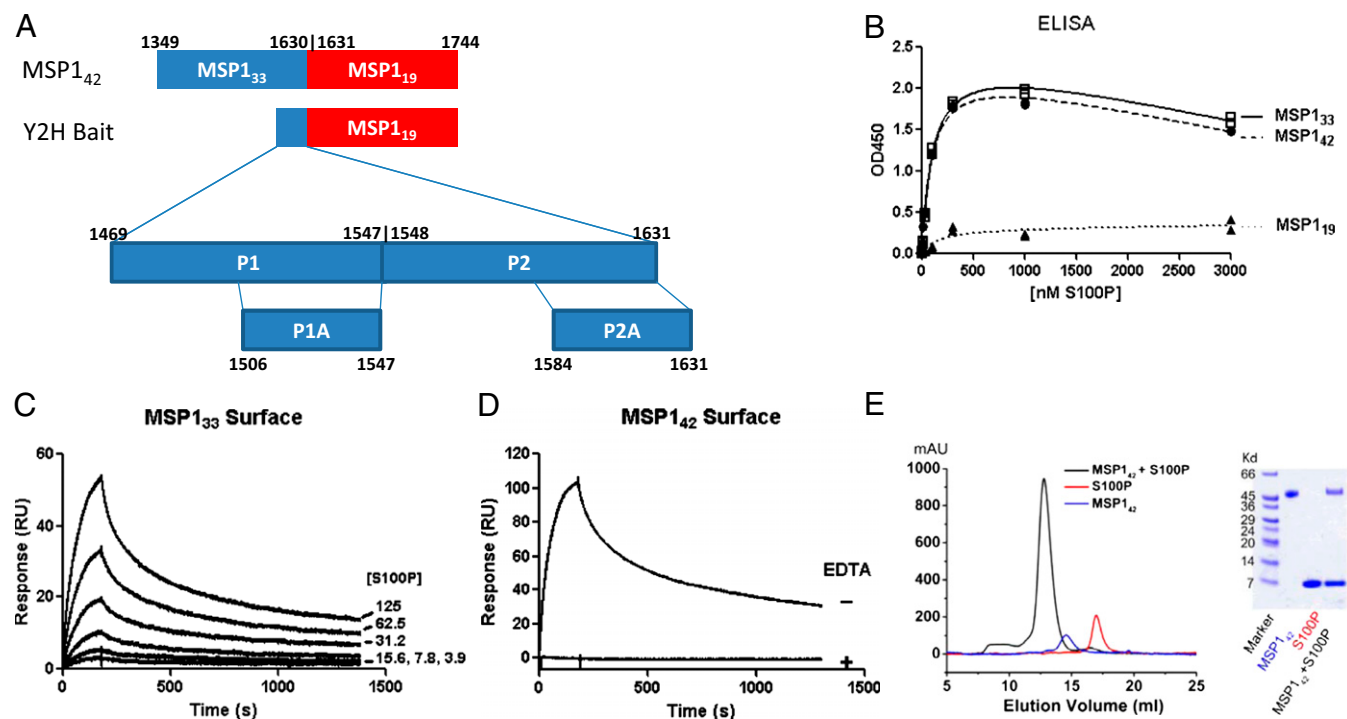 A
1349 1630 | 1631 1744
MSP1₄₂ MSP1₃₃ MSP1₁₉
Y2H Bait MSP1₁₉
1469 1547 | 1548 1631
P1 P2
P1A P2A
1506 1547 1584 1631
B
ELISA
OD450
2.5
2.0
1.5
1.0
0.5
0.0
0 500 1000 1500 2000 2500 3000
[nM S100P]
MSP1₃₃
MSP1₄₂
MSP1₁₉
C
MSP1₃₃ Surface
Response (RU)
60
40
20
0
0 500 1000 1500
Time (s)
[S100P]
125
62.5
31.2
15.6, 7.8, 3.9
D
MSP1₄₂ Surface
Response (RU)
120
100
80
60
40
20
0
0 500 1000 1500
Time (s)
EDTA
–
+
E
mAU
1000
800
600
400
200
0
5 10 15 20 25
Elution Volume (ml)
MSP1₄₂ + S100P
S100P
MSP1₄₂
Kd
66
45
36
29
24
20
14
7
Marker
MSP1₄₂
S100P
MSP1₄₂ +S100P